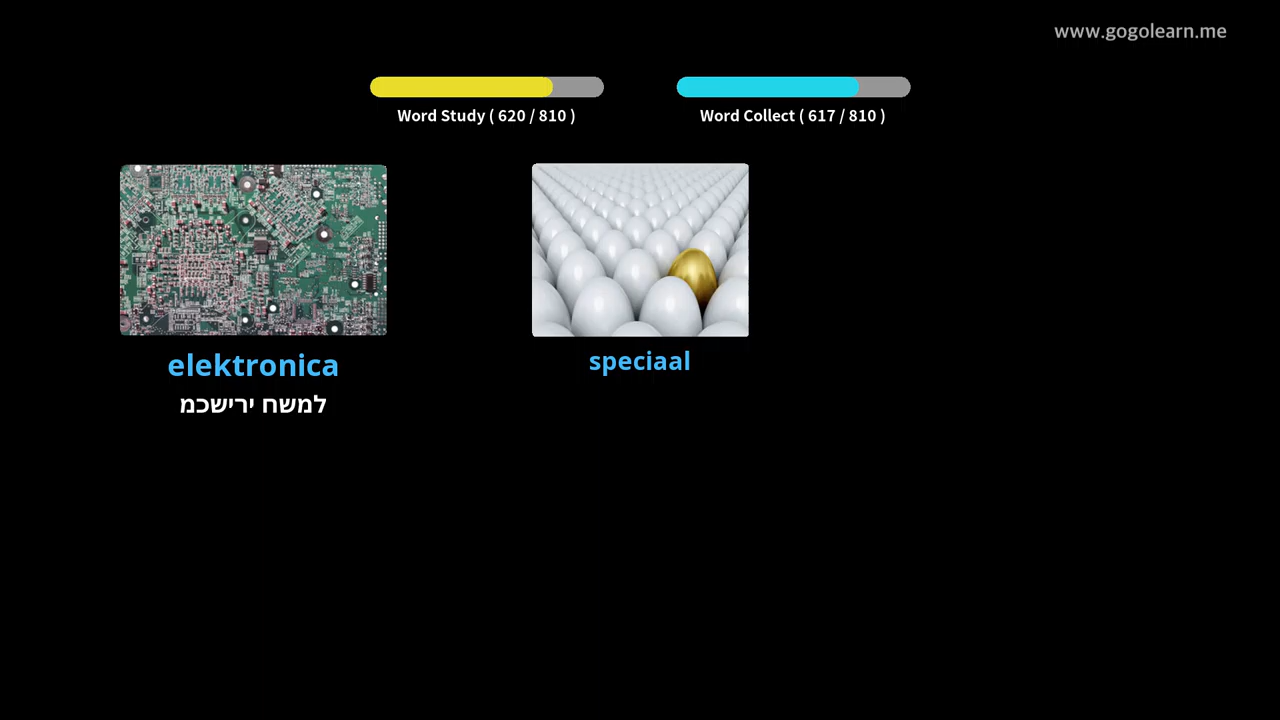 www.gogolearn.me
Word Study ( 620 / 810 )
Word Collect ( 617 / 810 )
elektronica
למשח ירישכמ
speciaal